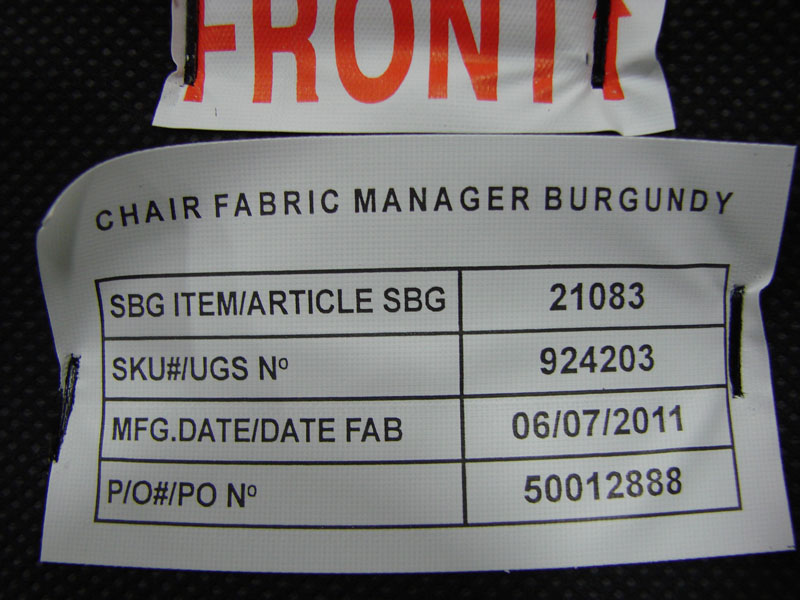 FRONT
CHAIR FABRIC MANAGER BURGUNDY
SBG ITEM/ARTICLE SBG 21083
SKU#/UGS Nº 924203
MFG.DATE/DATE FAB 06/07/2011
P/O#/PO Nº 50012888